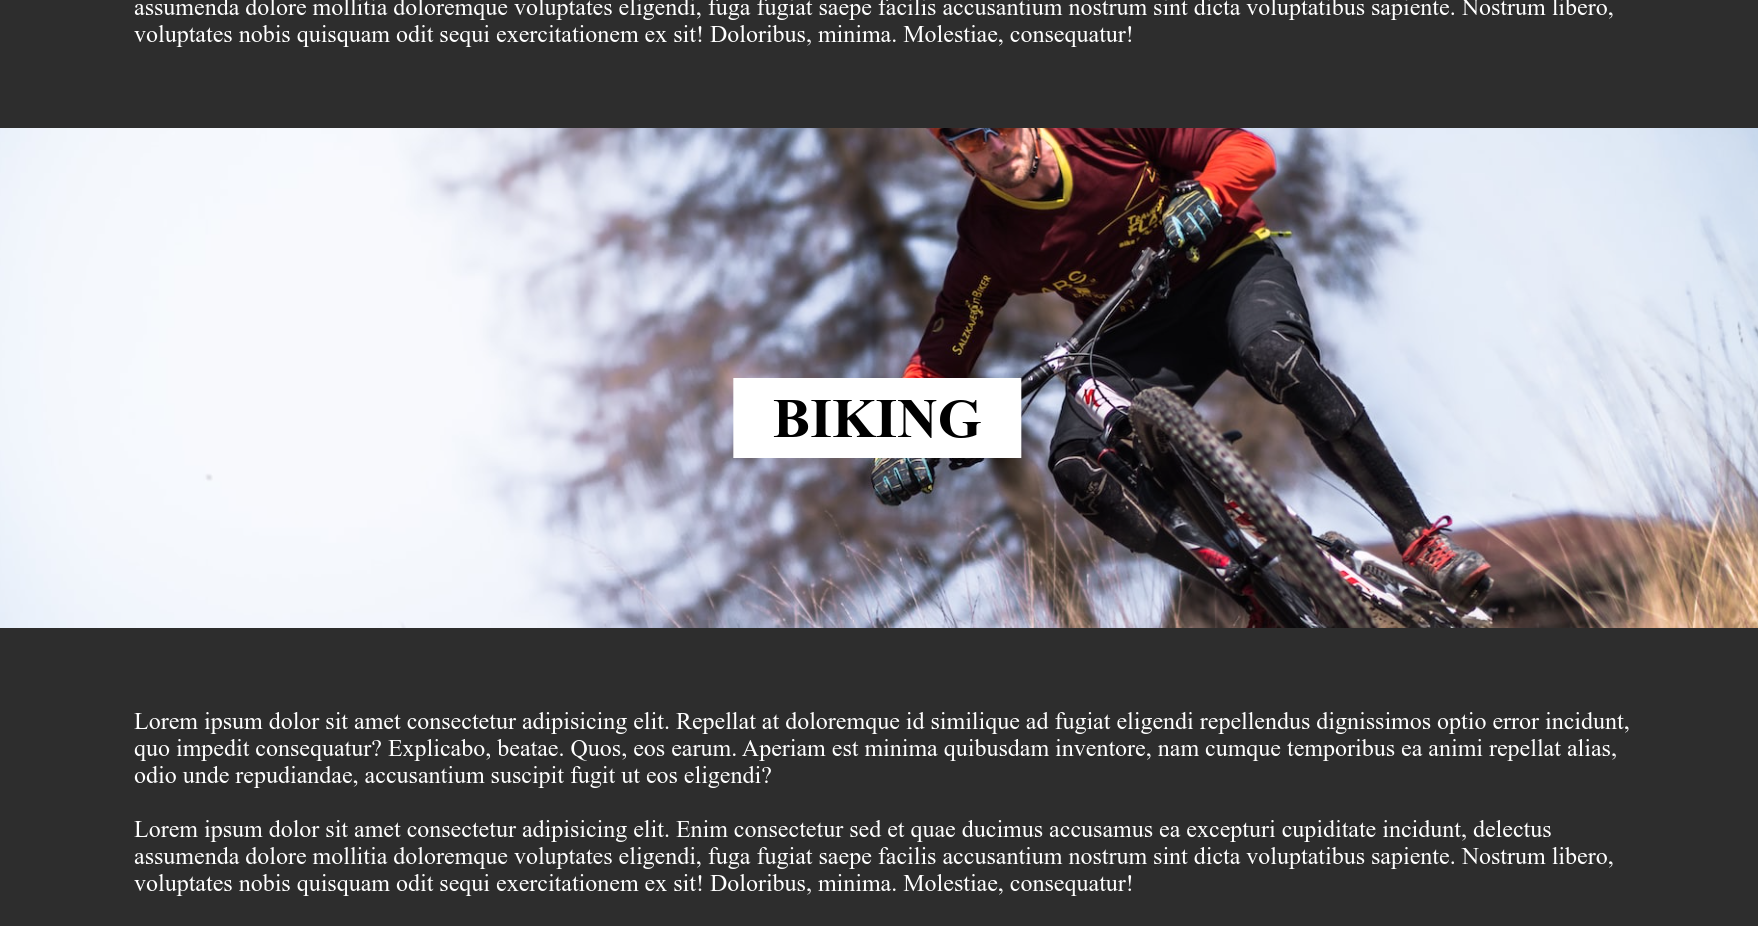 assumenda dolore mollitia doloremque voluptates eligendi, fuga fugiat saepe facilis accusantium nostrum sint dicta voluptatibus sapiente. Nostrum libero,
voluptates nobis quisquam odit sequi exercitationem ex sit! Doloribus, minima. Molestiae, consequatur!
SALZKAMMERGUTBIKER
BIKING
Lorem ipsum dolor sit amet consectetur adipisicing elit. Repellat at doloremque id similique ad fugiat eligendi repellendus dignissimos optio error incidunt,
quo impedit consequatur? Explicabo, beatae. Quos, eos earum. Aperiam est minima quibusdam inventore, nam cumque temporibus ea animi repellat alias,
odio unde repudiandae, accusantium suscipit fugit ut eos eligendi?
Lorem ipsum dolor sit amet consectetur adipisicing elit. Enim consectetur sed et quae ducimus accusamus ea excepturi cupiditate incidunt, delectus
assumenda dolore mollitia doloremque voluptates eligendi, fuga fugiat saepe facilis accusantium nostrum sint dicta voluptatibus sapiente. Nostrum libero,
voluptates nobis quisquam odit sequi exercitationem ex sit! Doloribus, minima. Molestiae, consequatur!